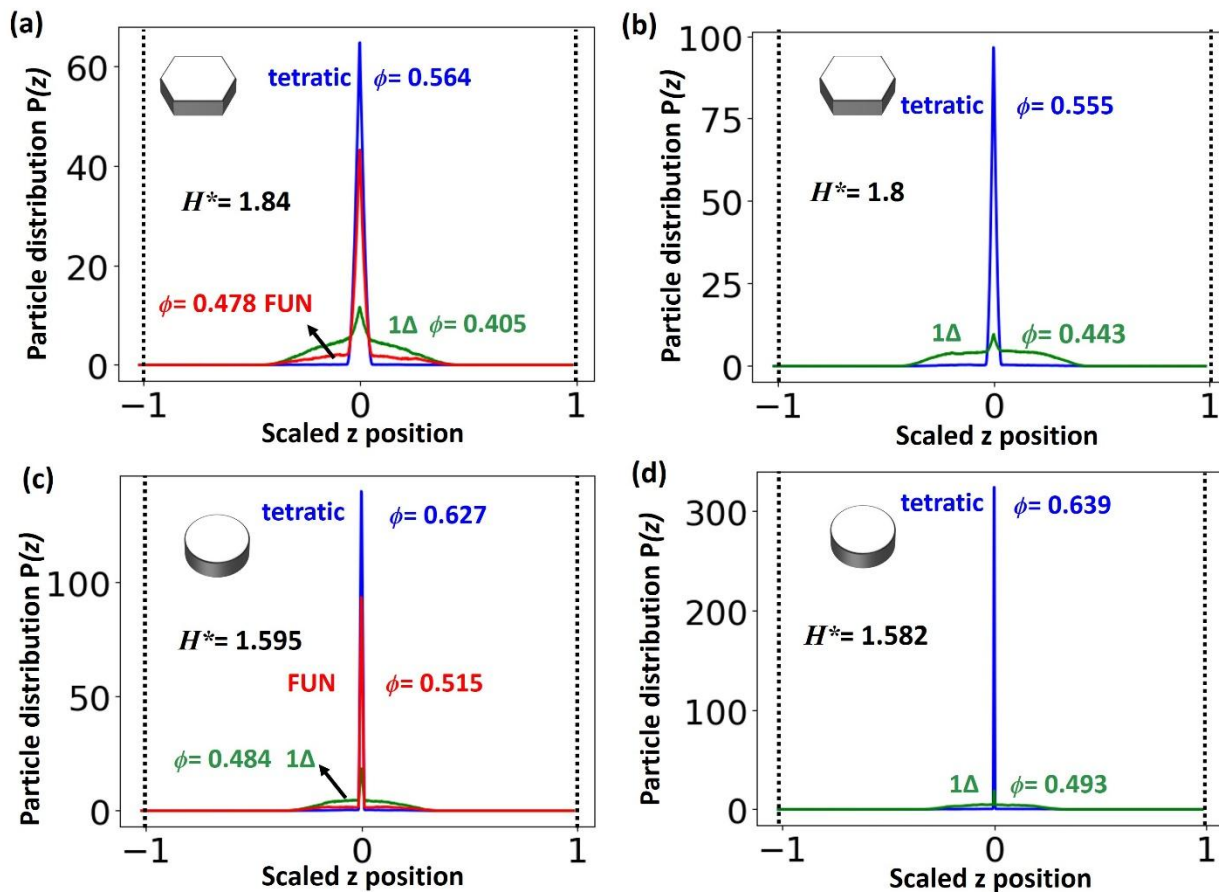 (a)
Particle distribution P(z)
60
40
20
0
tetratic ϕ= 0.564
H*= 1.84
ϕ= 0.478 FUN
1Δ ϕ= 0.405
−1 0 1
Scaled z position
(b)
Particle distribution P(z)
100
75
50
25
0
tetratic ϕ= 0.555
H*= 1.8
1Δ ϕ= 0.443
−1 0 1
Scaled z position
(c)
Particle distribution P(z)
100
50
0
tetratic ϕ= 0.627
H*= 1.595
FUN ϕ= 0.515
ϕ= 0.484 1Δ
−1 0 1
Scaled z position
(d)
Particle distribution P(z)
300
200
100
0
tetratic ϕ= 0.639
H*= 1.582
1Δ ϕ= 0.493
−1 0 1
Scaled z position